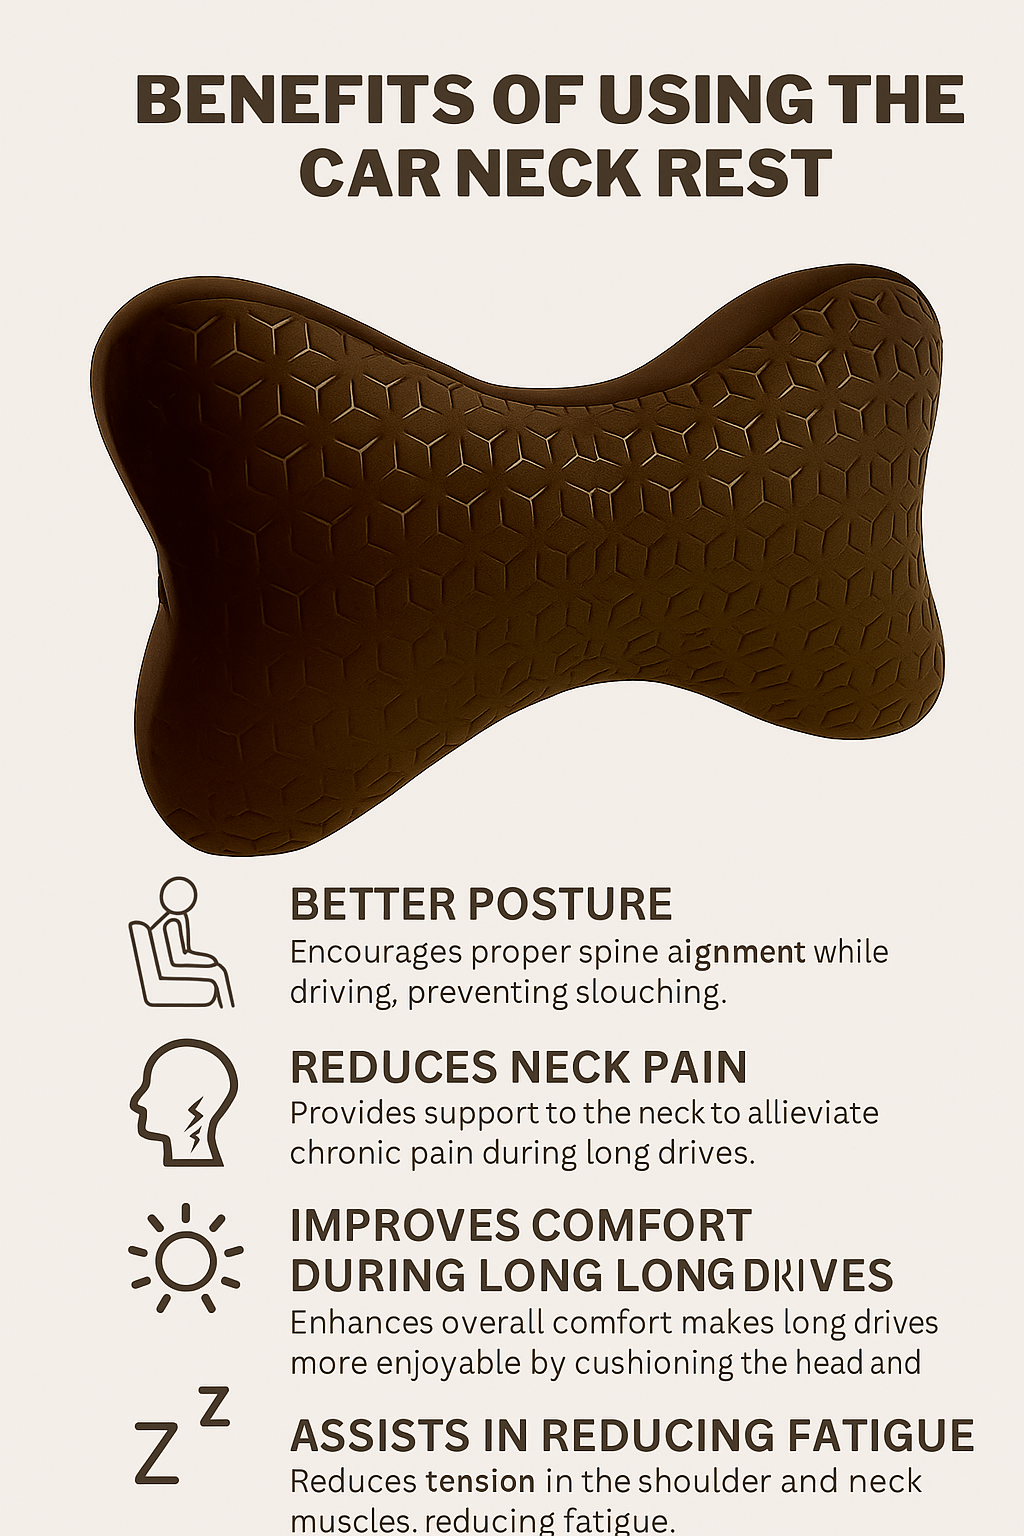 BENEFITS OF USING THE
CAR NECK REST
BETTER POSTURE
Encourages proper spine aignment while
driving, preventing slouching.
REDUCES NECK PAIN
Provides support to the neck to allieviate
chronic pain during long drives.
IMPROVES COMFORT
DURING LONG LONG DRIVES
Enhances overall comfort makes long drives
more enjoyable by cushioning the head and
Z z
ASSISTS IN REDUCING FATIGUE
Reduces tension in the shoulder and neck
muscles. reducing fatigue.